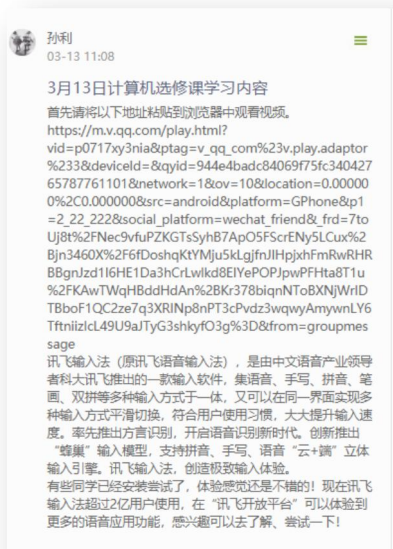 孙利
03-13 11:08
3月13日计算机选修课学习内容
首先请将以下地址粘贴到浏览器中观看视频。
https://m.v.qq.com/play.html?
vid=p0717xy3nia&ptag=v_qq_com%23v.play.adaptor
%233&deviceId=&qyid=944e4badc84069f75fc340427
65787761101&network=1&ov=10&location=0.00000
0%2C0.000000&src=android&platform=GPhone&p1
=2_22_222&social_platform=wechat_friend&_frd=7to
Uj8t%2FNec9vfuPZKGTsSyhB7ApO5FScrENy5LCux%2
Bjn3460X%2F6fDoshqKtYMju5kLgjfnJIHpjxhFmRwRHR
BBgnJzd1I6HE1Da3hCrLwlkd8EIYePOPJpwPFHta8T1u
%2FKAwTWqHBddHdAn%2BKr378biqnNToBXNjWrID
TBboF1QC2ze7q3XRINp8nPT3cPvdz3wqwyAmywnLY6
TftniizIcL49U9aJTyG3shkyfO3g%3D&from=groupmes
sage
讯飞输入法（原讯飞语音输入法），是由中文语音产业领导
者科大讯飞推出的一款输入软件，集语音、手写、拼音、笔
画、双拼等多种输入方式于一体，又可以在同一界面实现多
种输入方式平滑切换，符合用户使用习惯，大大提升输入速
度。率先推出方言识别，开启语音识别新时代。创新推出
“蜂巢”输入模型，支持拼音、手写、语音“云+端”立体
输入引擎。讯飞输入法，创造极致输入体验。
有些同学已经安装尝试了，体验感觉还是不错的！现在讯飞
输入法超过2亿用户使用，在“讯飞开放平台”可以体验到
更多的语音应用功能，感兴趣可以去了解、尝试一下！